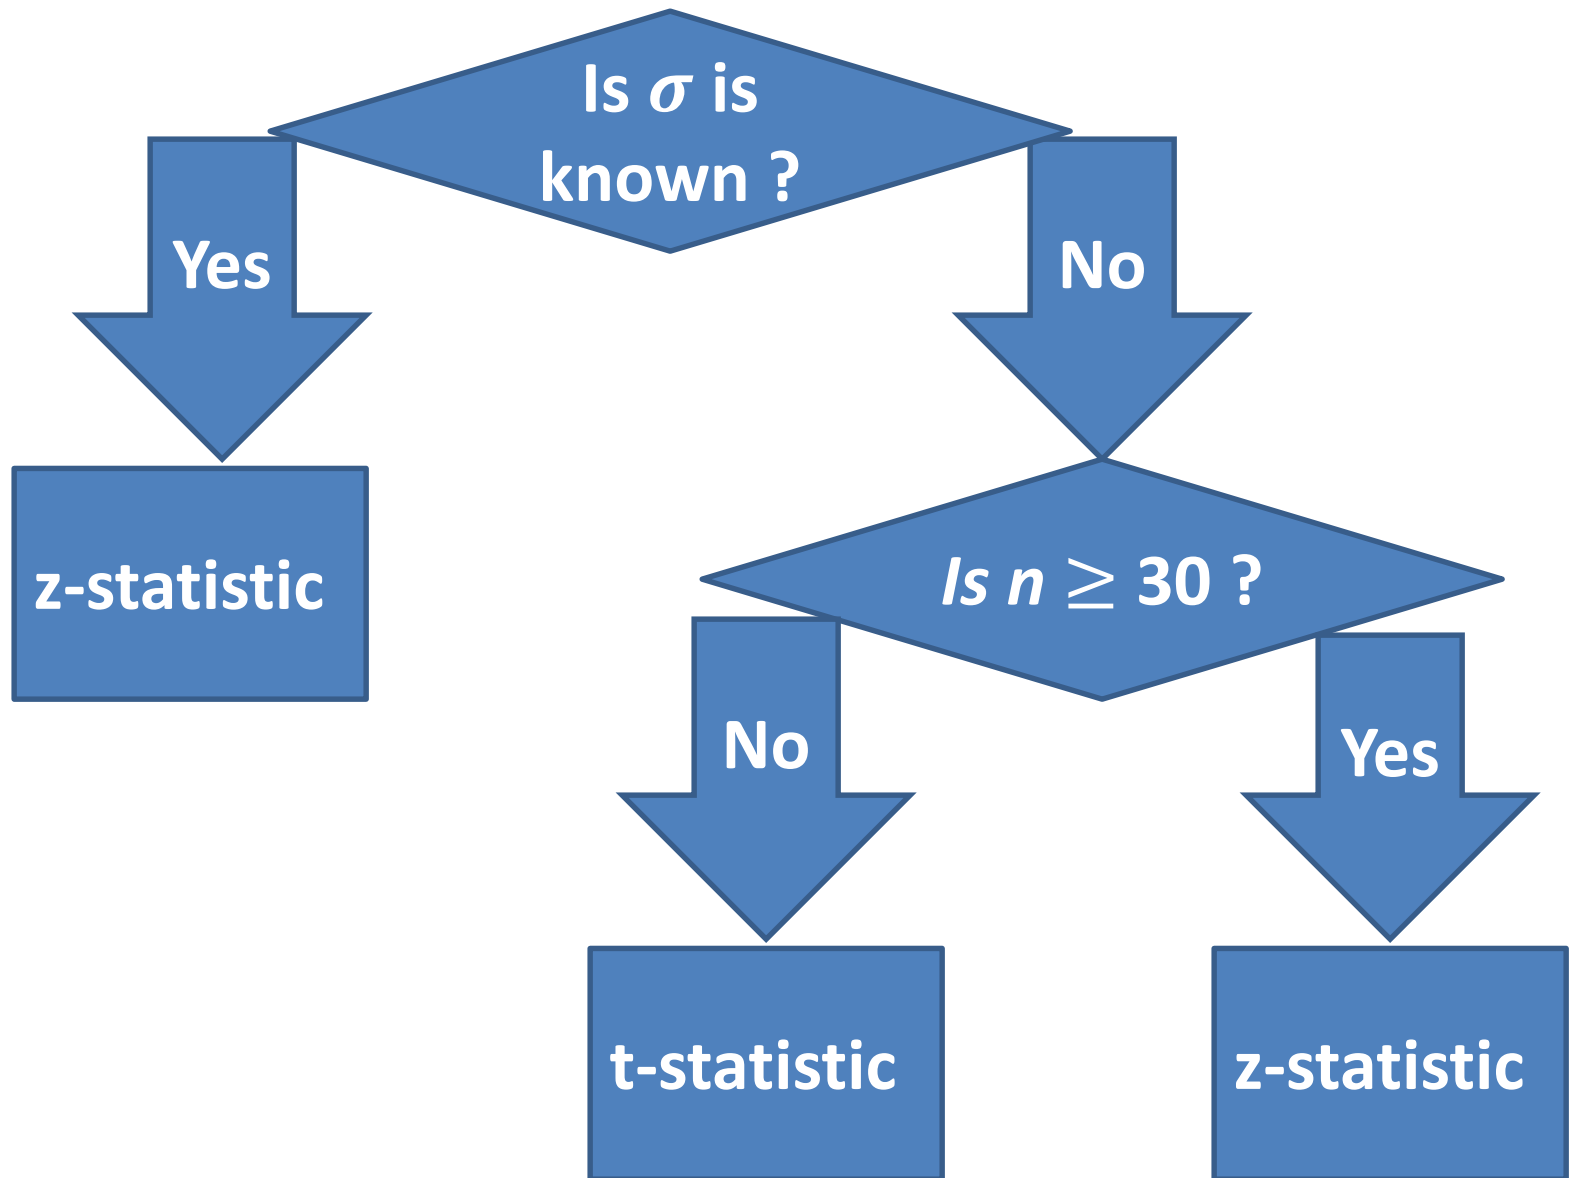 Is σ is
known ?
Yes
No
z-statistic
Is n ≥ 30 ?
No
Yes
t-statistic
z-statistic